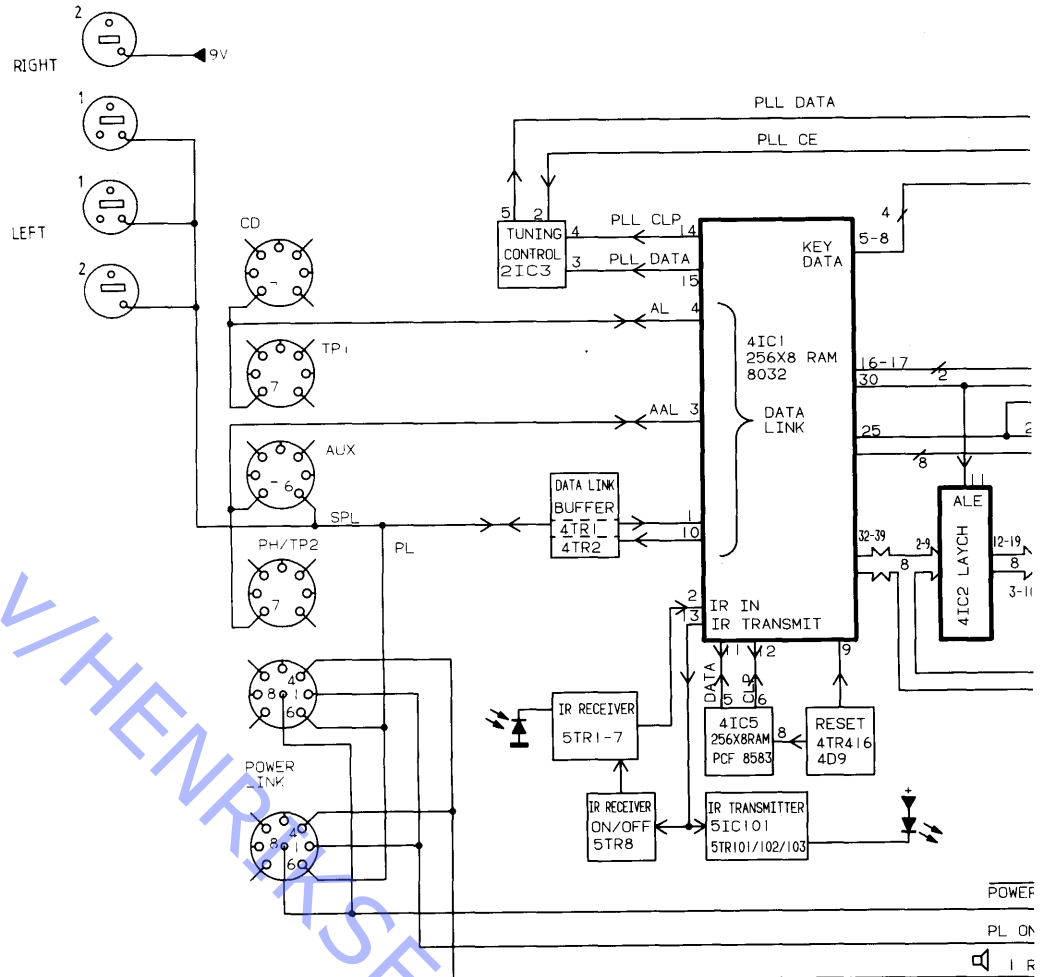 2
RIGHT
9V
1
1
LEFT
2
CD
7
TP1
7
AUX
6
SPL
PL
PH/TP2
7
8
4
1
6
POWER
LINK
8
4
1
6
PLL DATA
PLL CE
5 2
TUNING
CONTROL
2IC3
4 PLL CLP 14
3 PLL DATA 15
AL 4
AAL 3
DATA LINK
BUFFER
4TR1
4TR2
1
10
4IC1
256X8 RAM
8032
DATA
LINK
KEY
DATA
4
5-8
16-17
2
30
25
8
32-39
8
2-9
11
ALE
4IC2 LAYCH
12-19
8
2
IR IN
13
IR TRANSMIT
11 12 9
DATA
CLP
5 6
4IC5
256X8RAM
PCF 8583
8
RESET
4TR416
4D9
IR RECEIVER
5TR1-7
IR RECEIVER
ON/OFF
5TR8
IR TRANSMITTER
5IC101
5TR101/102/103
+
POWER
PL ON
1 R
V/HENRIKSE